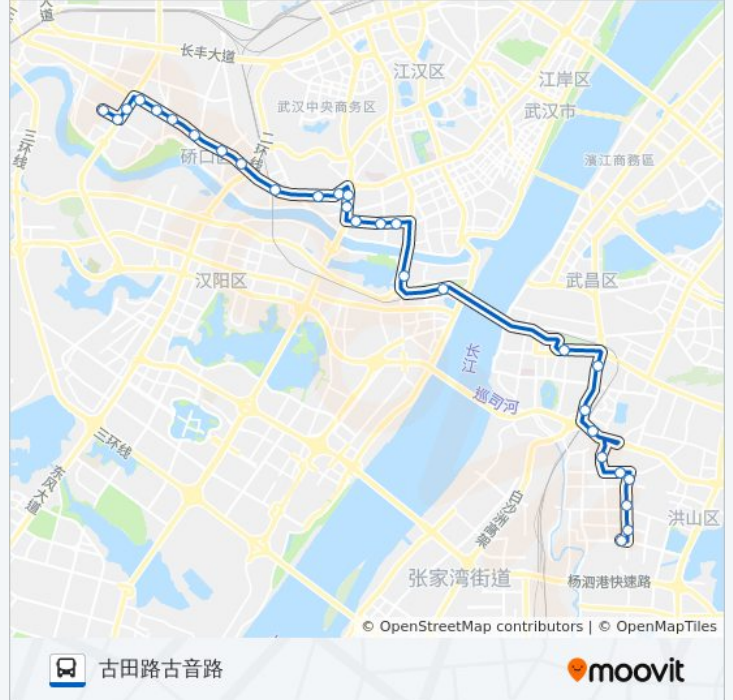 大道
长丰大道
江汉区
江岸区
武汉中央商务区
武汉市
三环线
硚口区
二环线
濱江商務區
汉阳区
武昌区
长江
巡司河
三环线
东风大道
白沙洲高架
洪山区
张家湾街道
杨泗港快速路
© OpenStreetMap contributors | © OpenMapTiles
古田路古音路
moovit